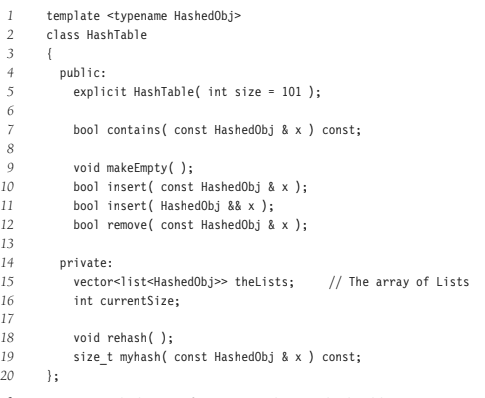 1 template <typename HashedObj>
2 class HashTable
3 {
4 public:
5 explicit HashTable( int size = 101 );
6
7 bool contains( const HashedObj & x ) const;
8
9 void makeEmpty( );
10 bool insert( const HashedObj & x );
11 bool insert( HashedObj && x );
12 bool remove( const HashedObj & x );
13
14 private:
15 vector<list<HashedObj>> theLists; // The array of Lists
16 int currentSize;
17
18 void rehash( );
19 size_t myhash( const HashedObj & x ) const;
20 };